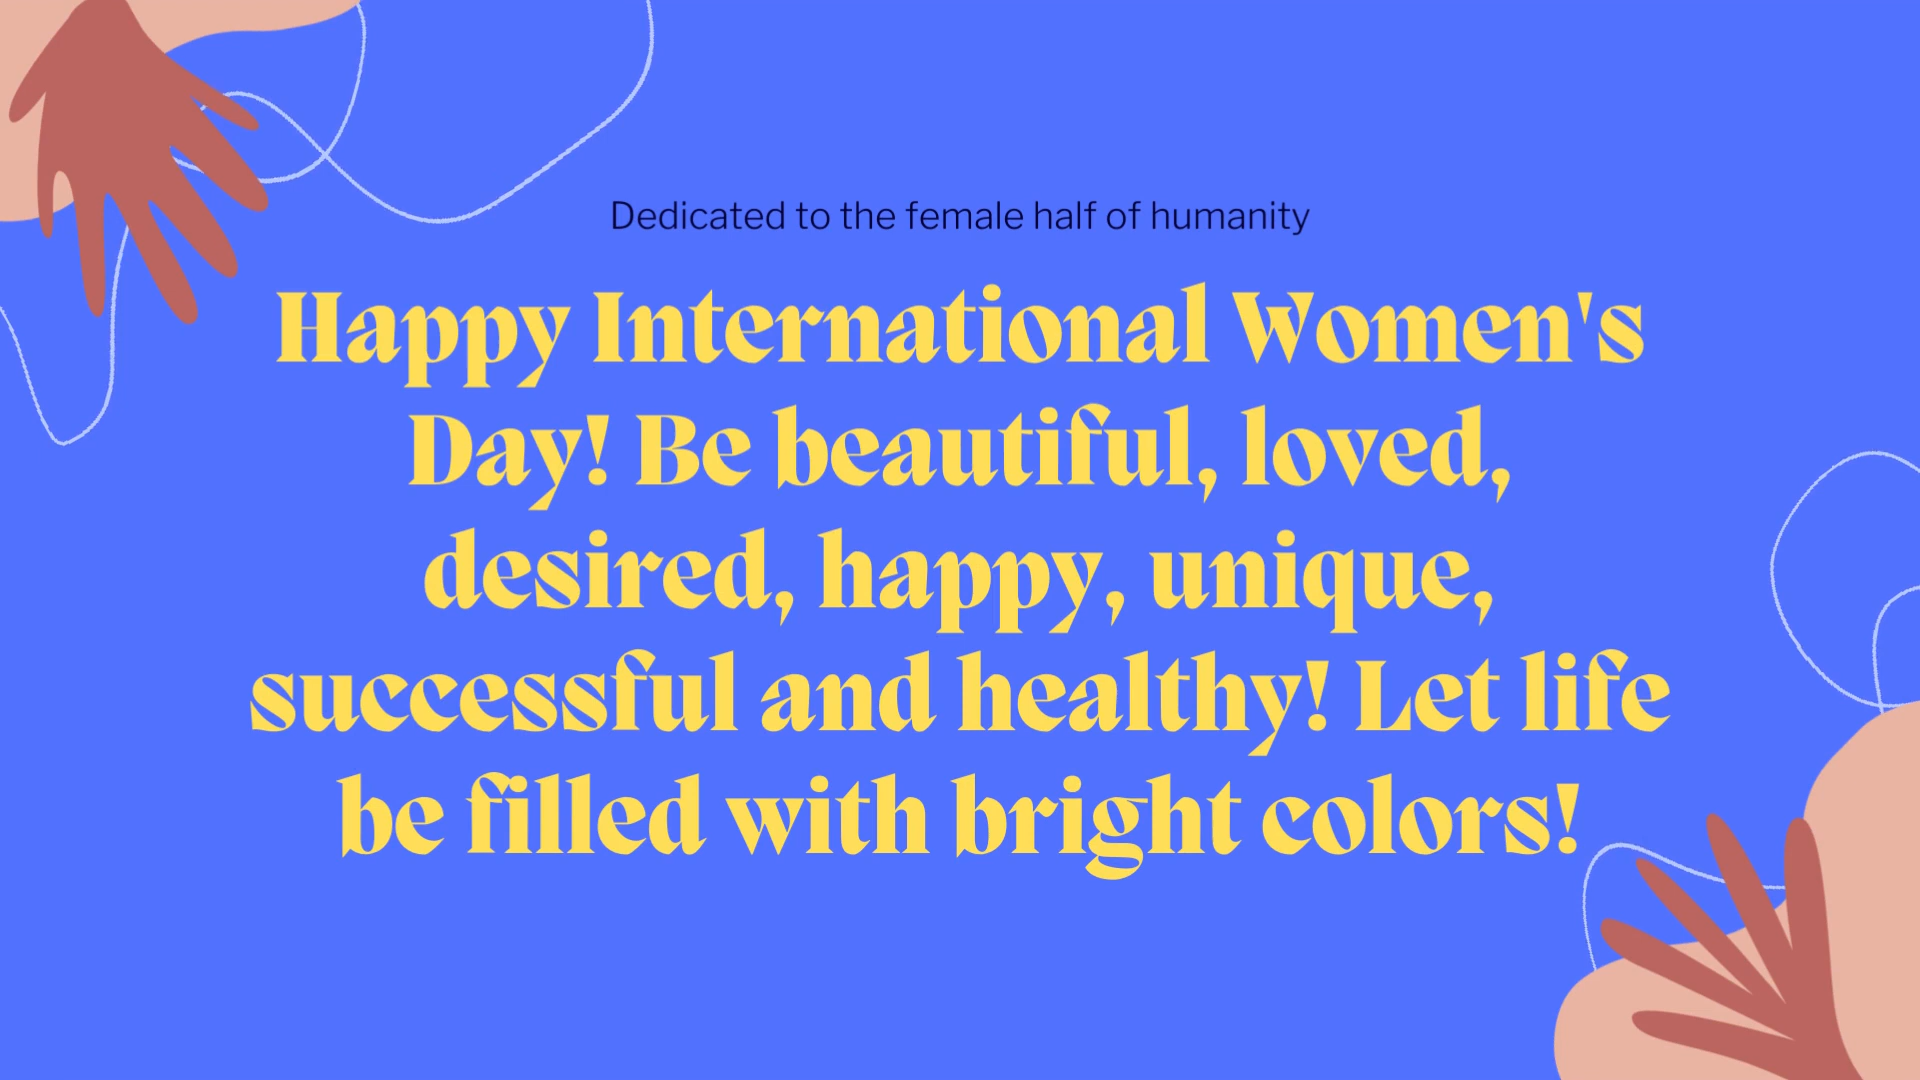 Dedicated to the female half of humanity
Happy International Women's
Day! Be beautiful, loved,
desired, happy, unique,
successful and healthy! Let life
be filled with bright colors!